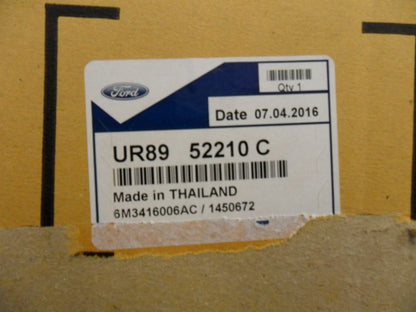 Ford
Qty 1
Date 07.04.2016
UR89 52210 C
Made in THAILAND
6M3416006AC / 1450672